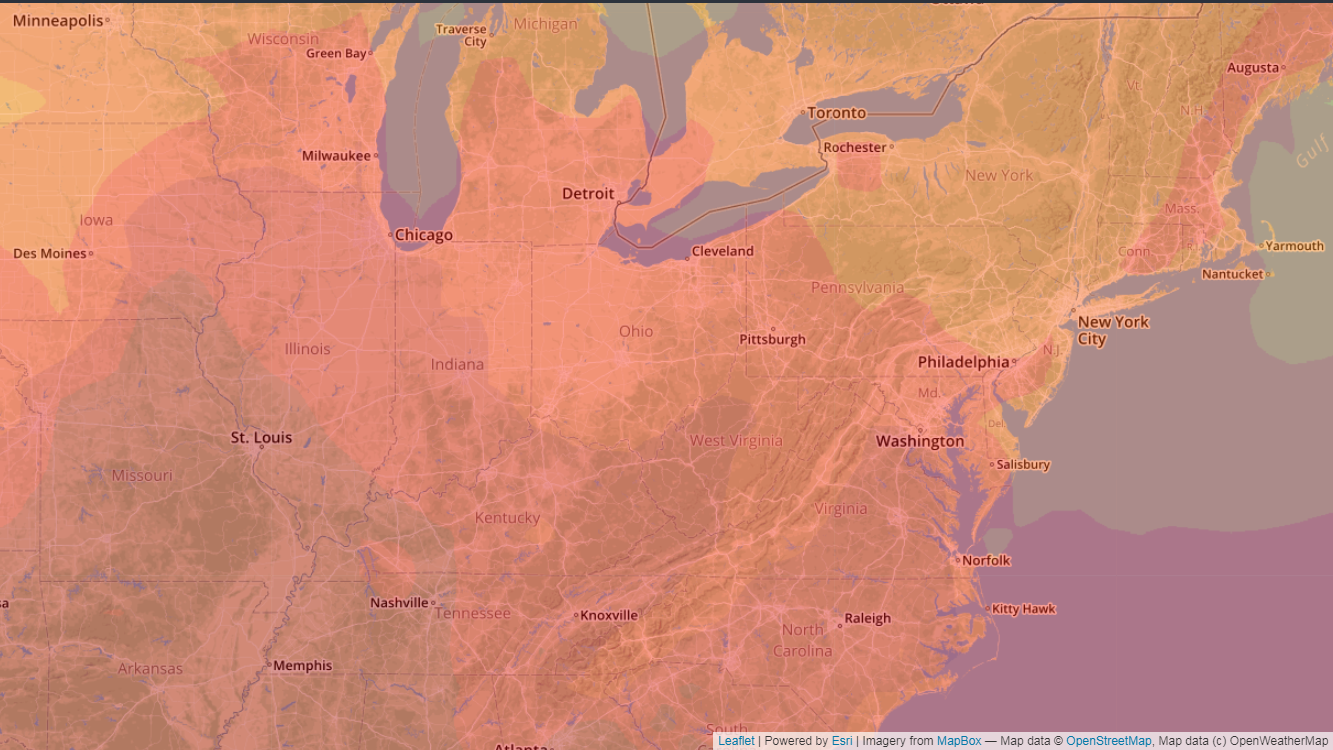 Minneapolis
Wisconsin
Green Bay
Traverse
City
Michigan
Augusta
Vt.
N.H.
Toronto
Rochester
Gulf
Milwaukee
Detroit
New York
Mass.
Iowa
Chicago
Des Moines
Cleveland
Conn.
R.I.
Yarmouth
Nantucket
Pennsylvania
New York
City
Ohio
Pittsburgh
Illinois
Indiana
Philadelphia
N.J.
Md.
Del.
St. Louis
West Virginia
Washington
Salisbury
Missouri
Kentucky
Virginia
Norfolk
Nashville
Tennessee
Knoxville
Raleigh
Kitty Hawk
North
Carolina
Arkansas
Memphis
South
Atlanta
Leaflet | Powered by Esri | Imagery from MapBox — Map data © OpenStreetMap, Map data (c) OpenWeatherMap